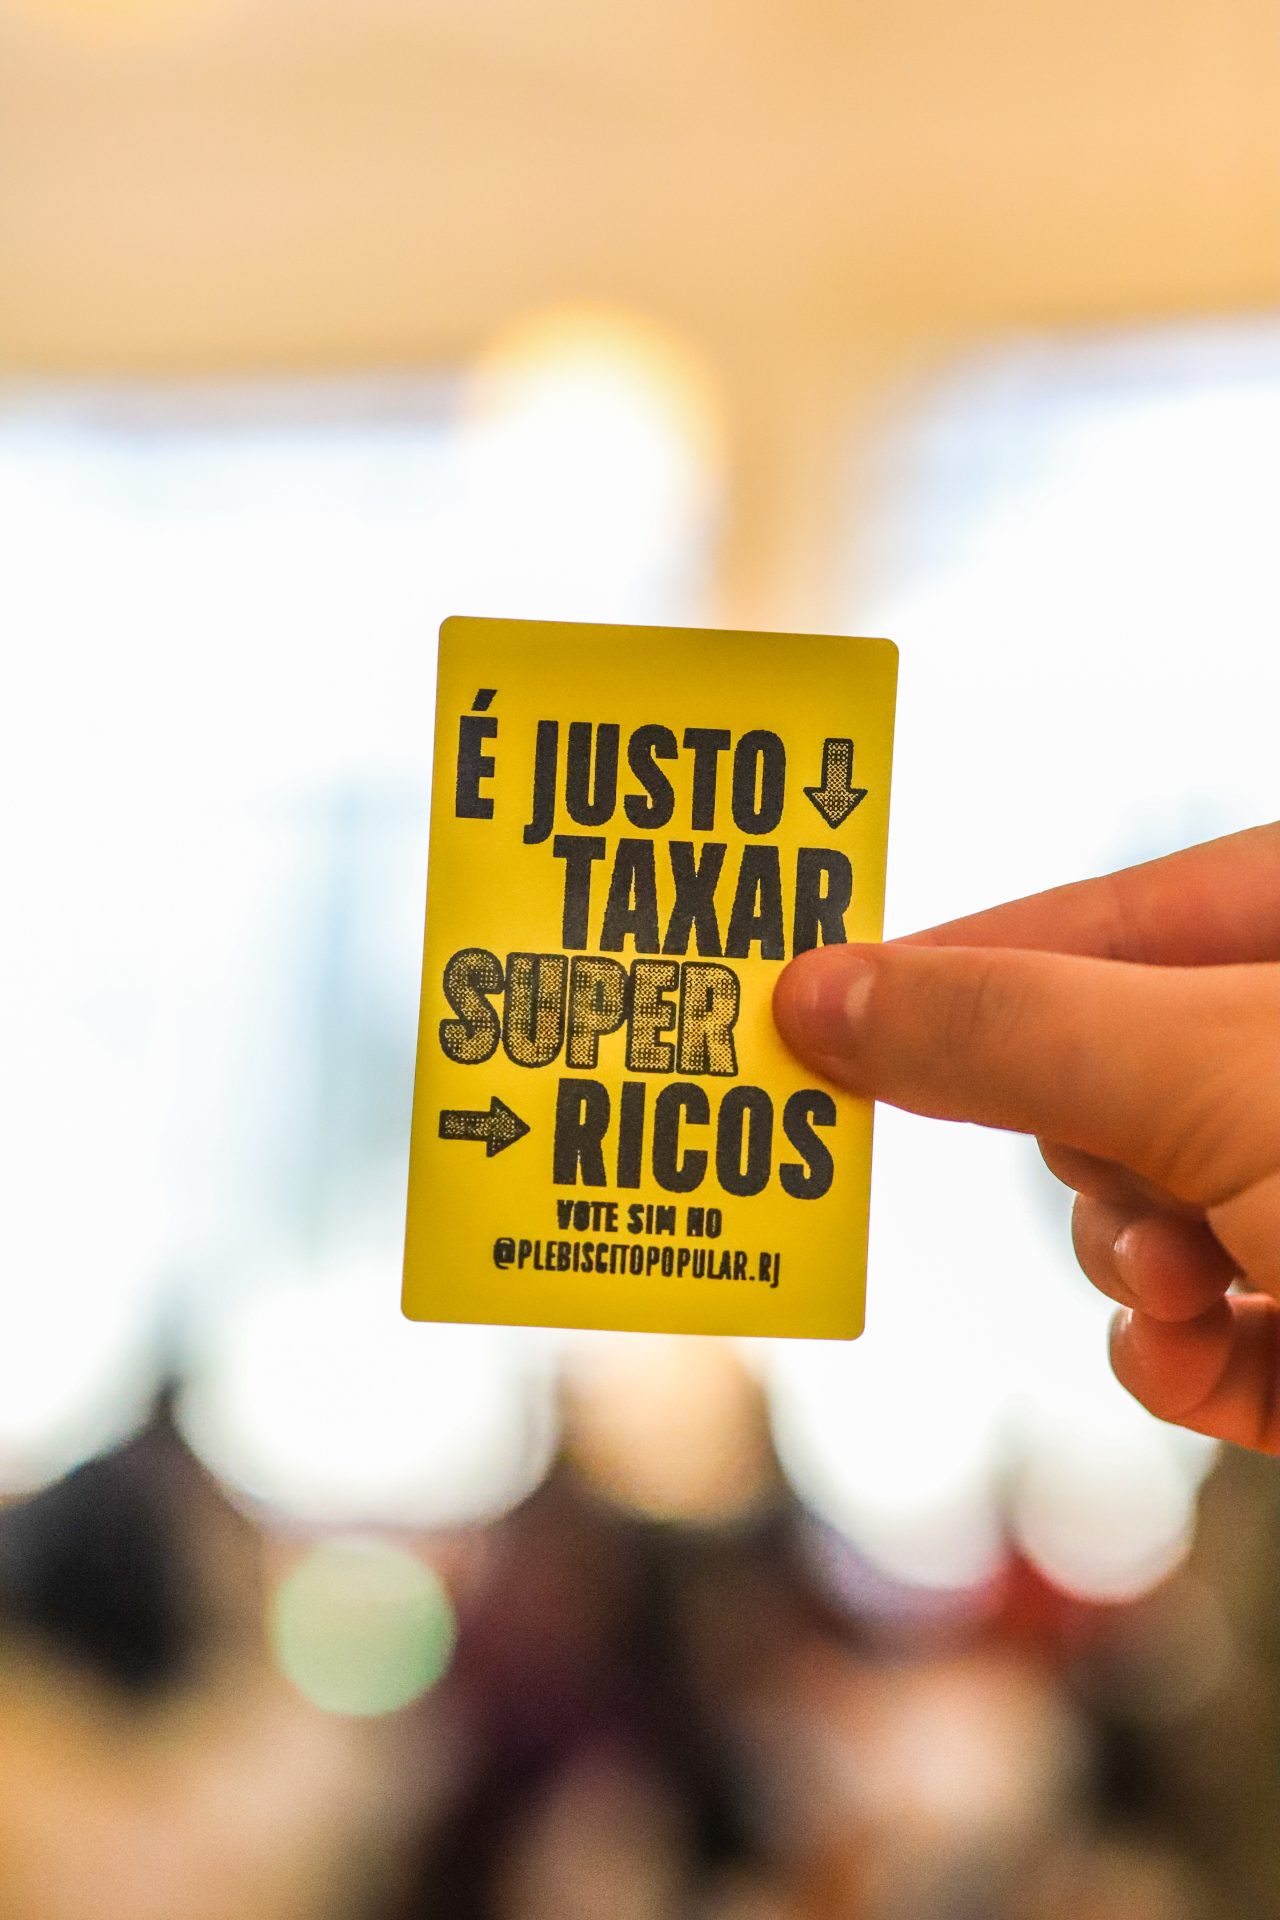 É JUSTO
TAXAR
SUPER
RICOS
VOTE SIM NO
@PLEBISCITOPOPULAR.RJ